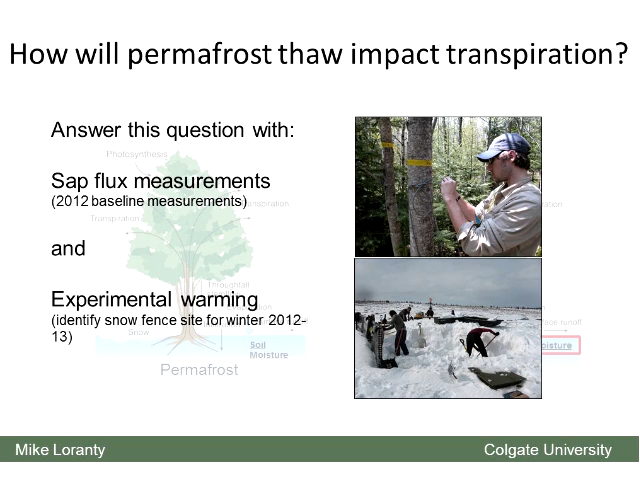 How will permafrost thaw impact transpiration?
Answer this question with:
Photosynthesis
Sap flux measurements
(2012 baseline measurements)
Transpiration
and
Throughfall
Experimental warming
(identify snow fence site for winter 2012-
13)
Snow
Soil
Moisture
Permafrost
Mike Loranty
Colgate University